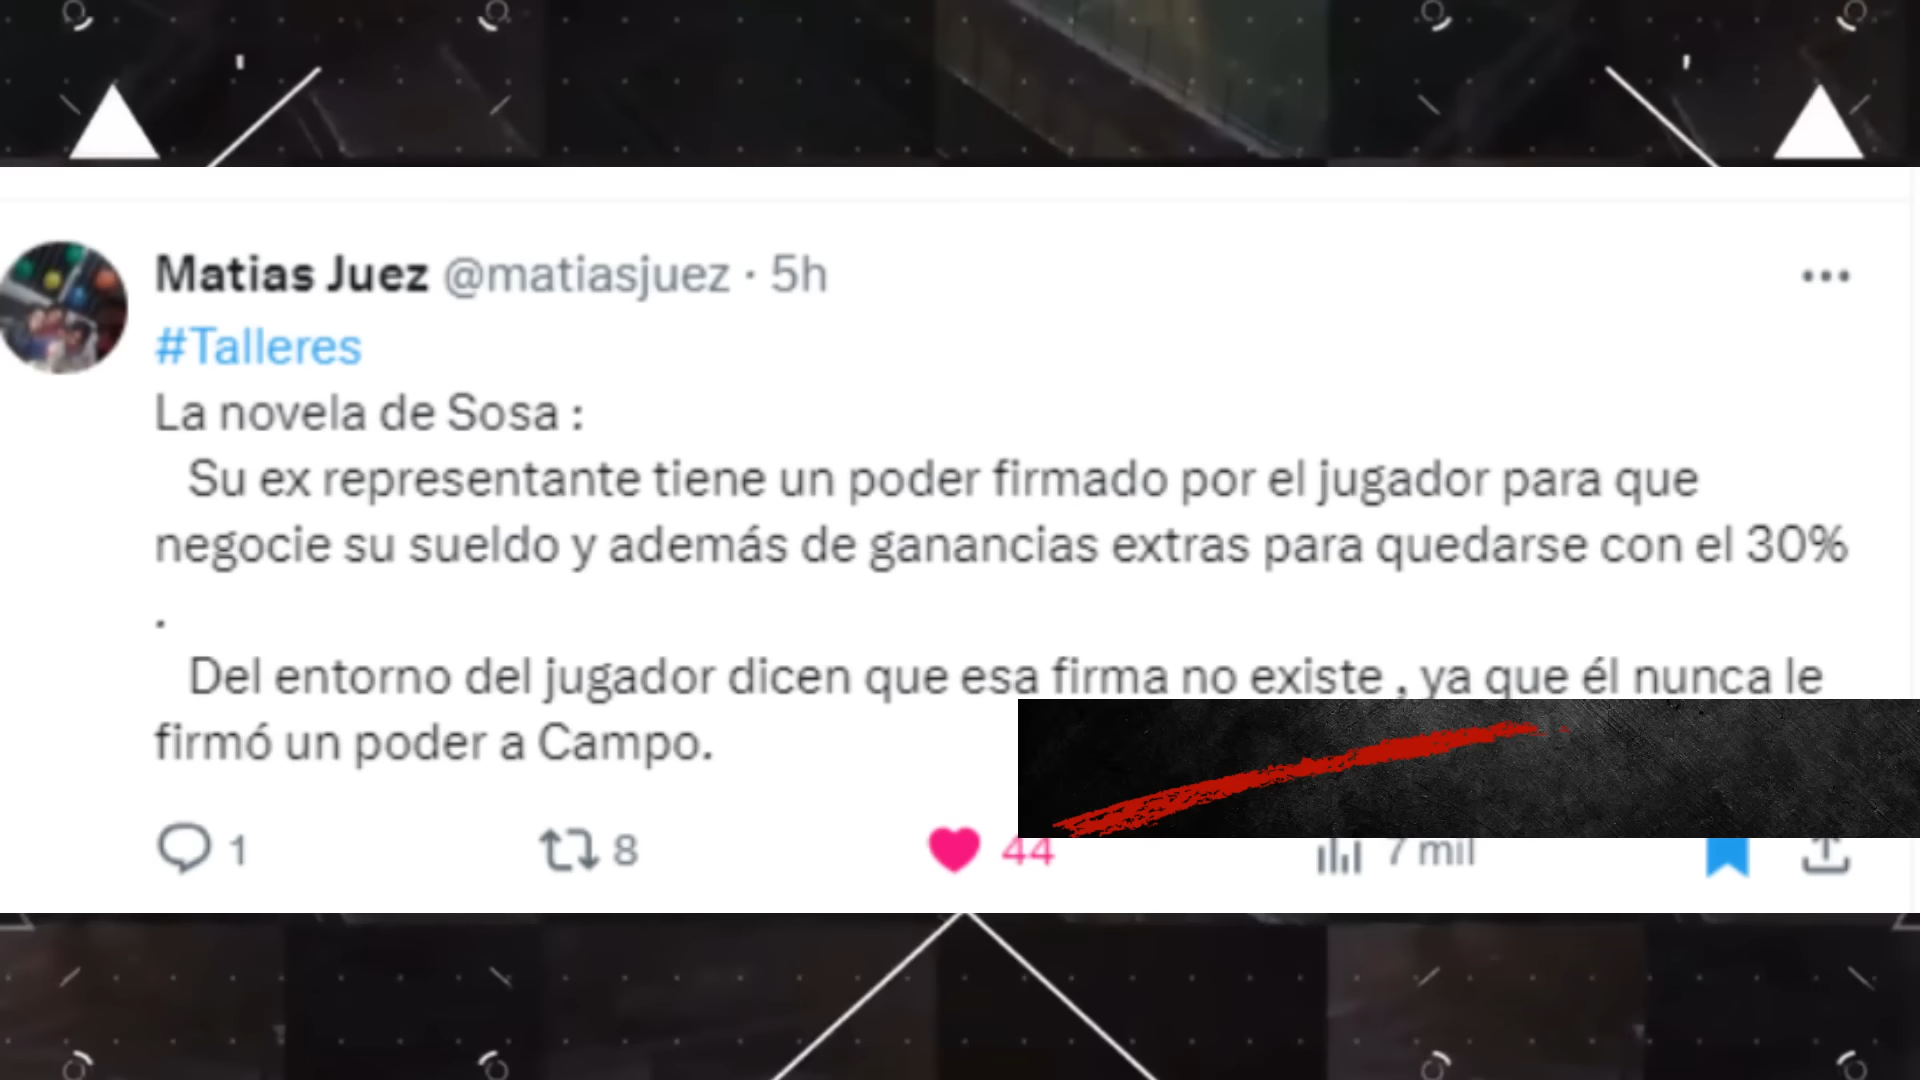 Matias Juez @matiasjuez · 5h
#Talleres
La novela de Sosa :
Su ex representante tiene un poder firmado por el jugador para que
negocie su sueldo y además de ganancias extras para quedarse con el 30%
.
Del entorno del jugador dicen que esa firma no existe , ya que él nunca le
firmó un poder a Campo.
1 8 44 7 mil